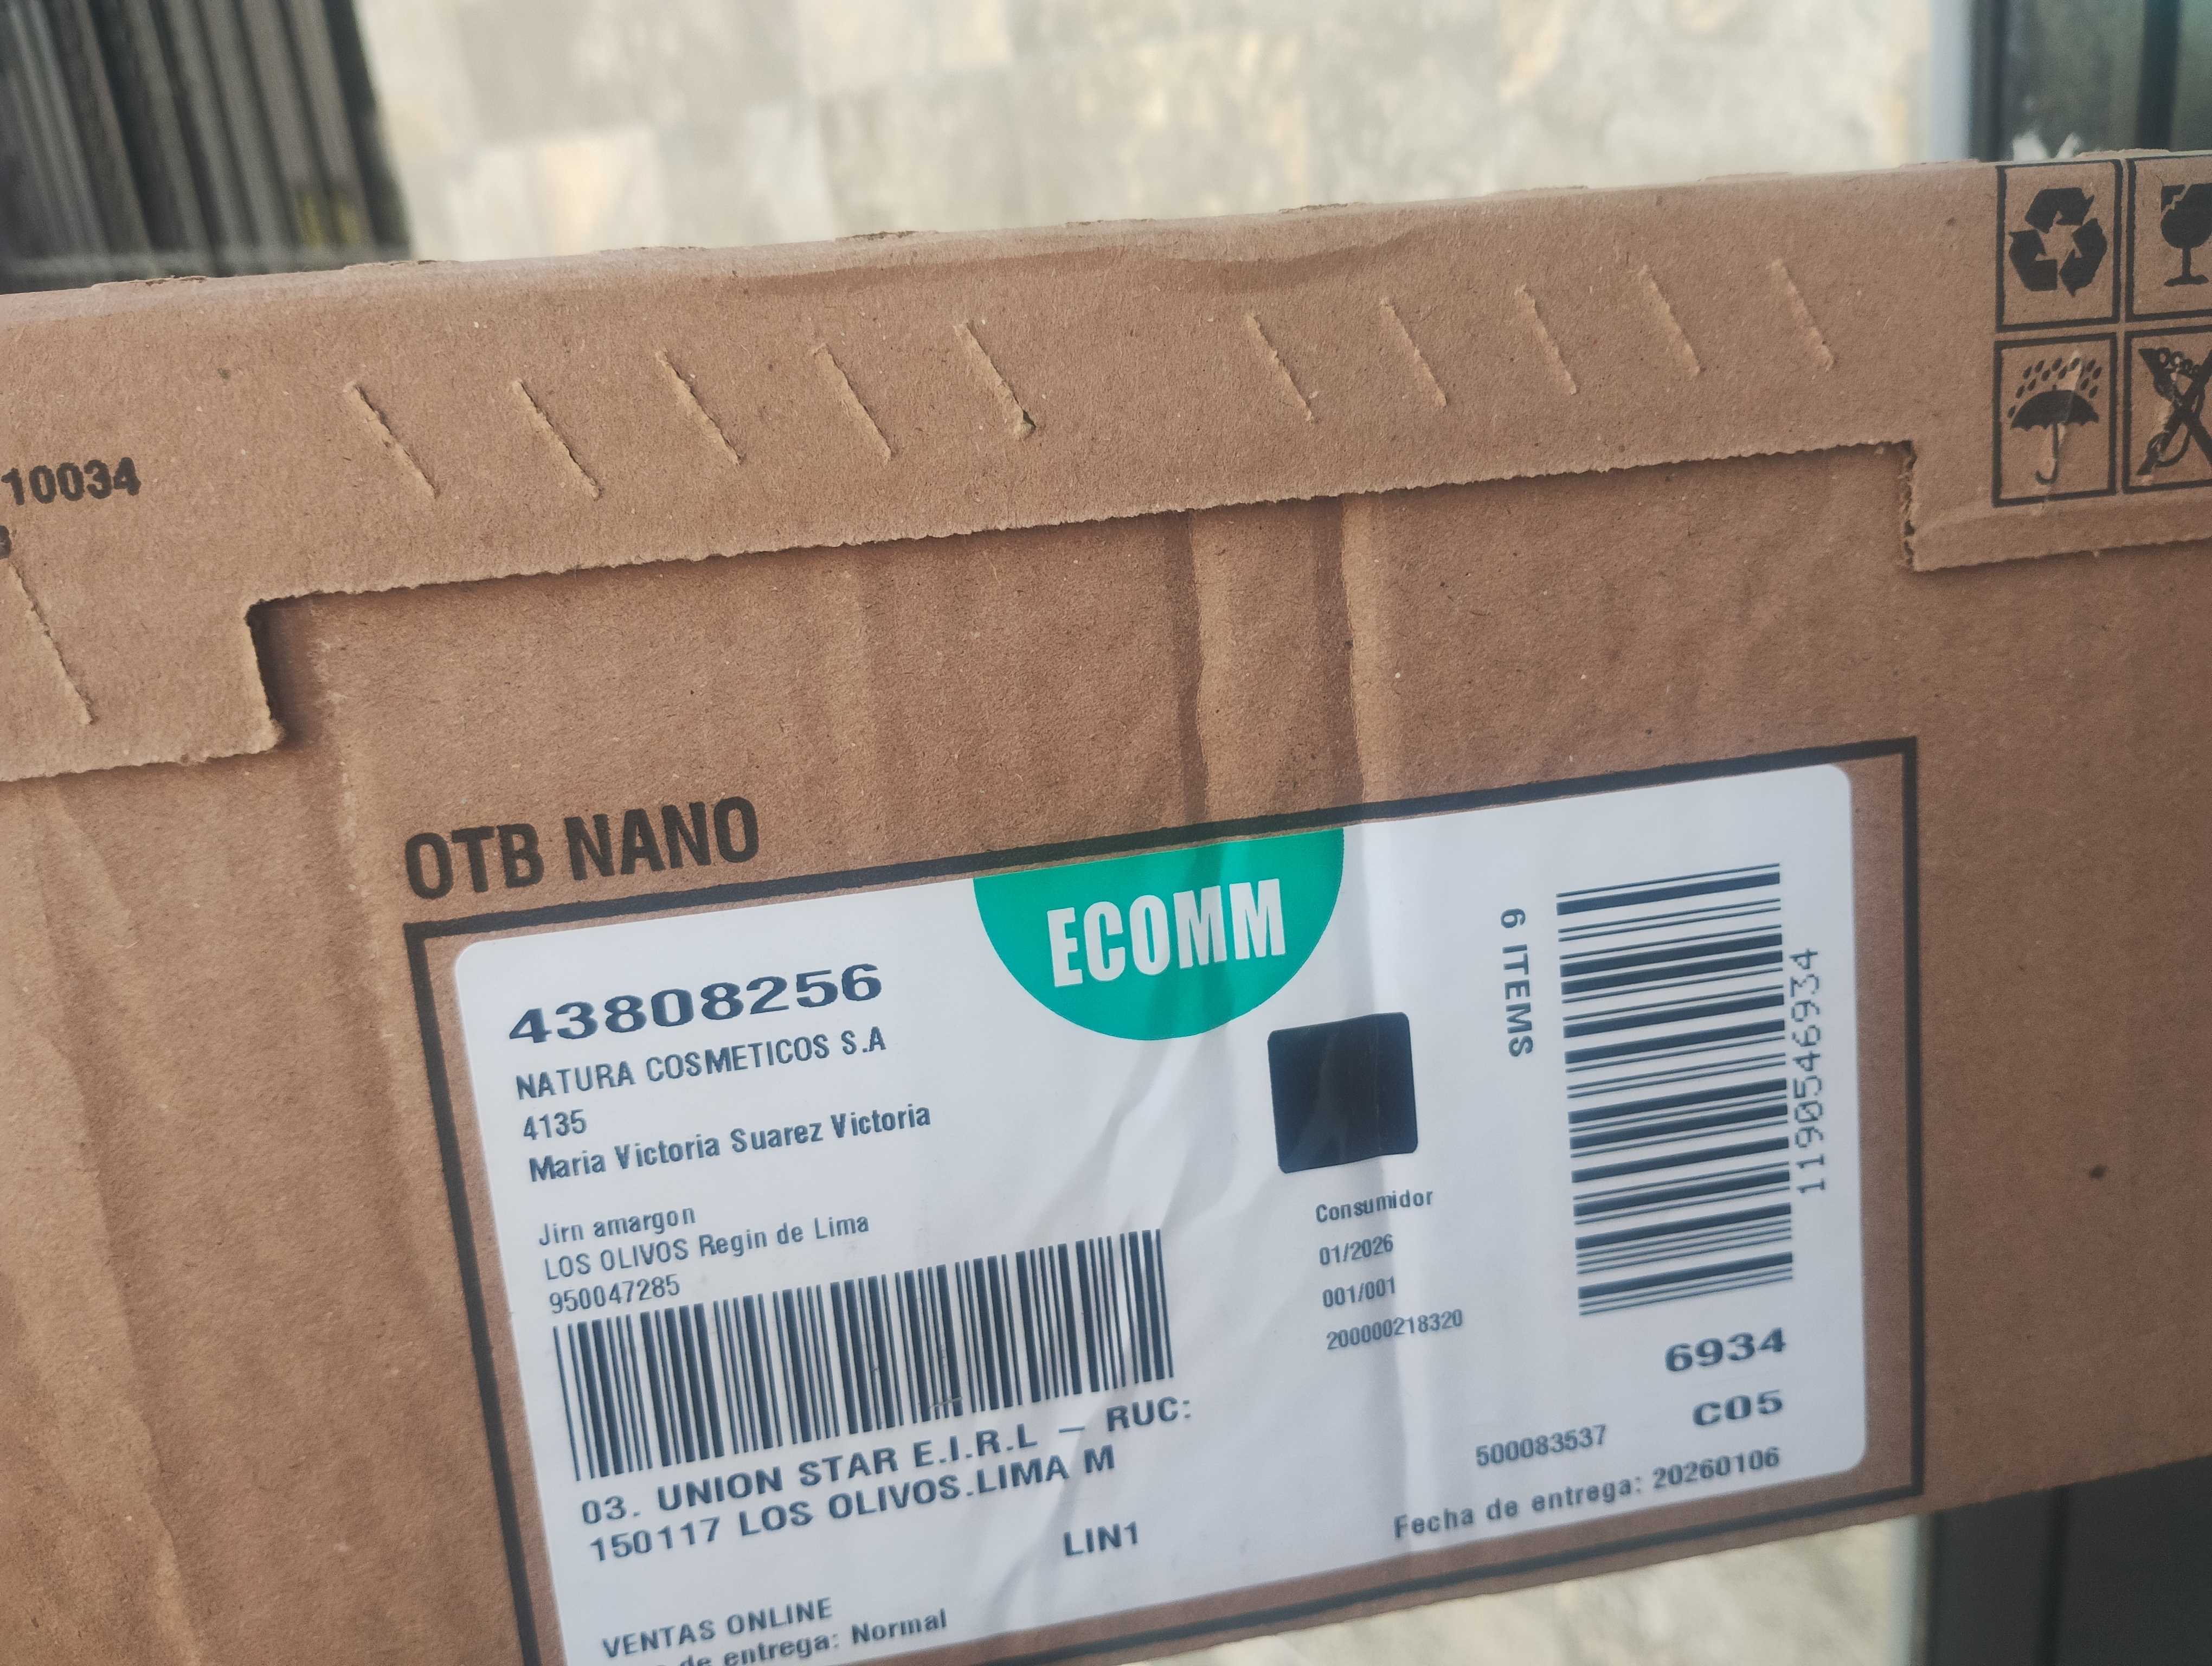 10034
OTB NANO
ECOMM
43808256
NATURA COSMETICOS S.A
4135
Maria Victoria Suarez Victoria
Jirn amargon
LOS OLIVOS Regin de Lima
950047285
03. UNION STAR E.I.R.L – RUC:
150117 LOS OLIVOS.LIMA M
LIN1
VENTAS ONLINE
de entrega: Normal
Consumidor
01/2026
001/001
200000218320
6 ITEMS
1190546934
6934
C05
500083537
Fecha de entrega: 20260106